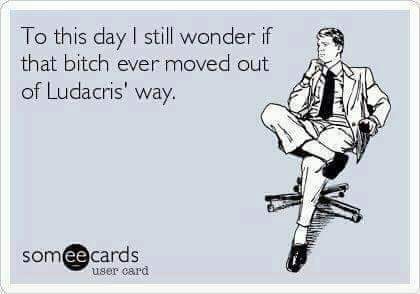 To this day I still wonder if
that bitch ever moved out
of Ludacris' way.
someecards
user card